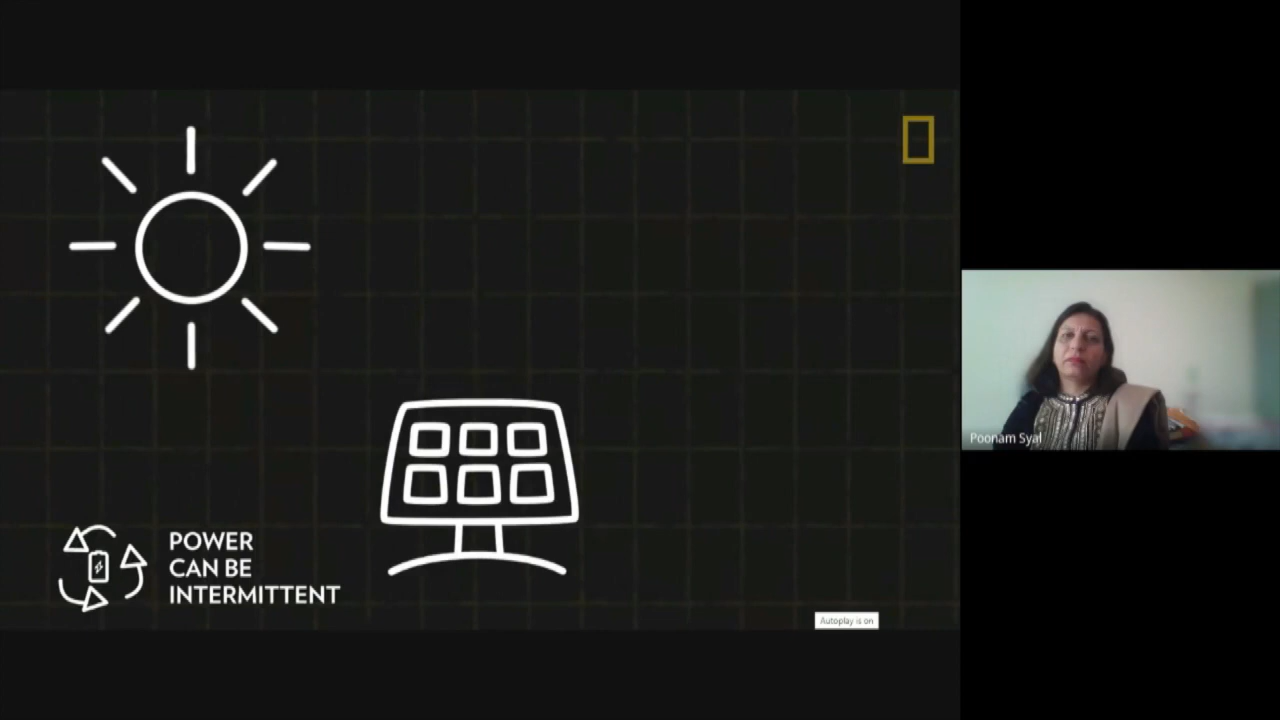 POWER
CAN BE
INTERMITTENT
Autoplay is on
Poonam Syal